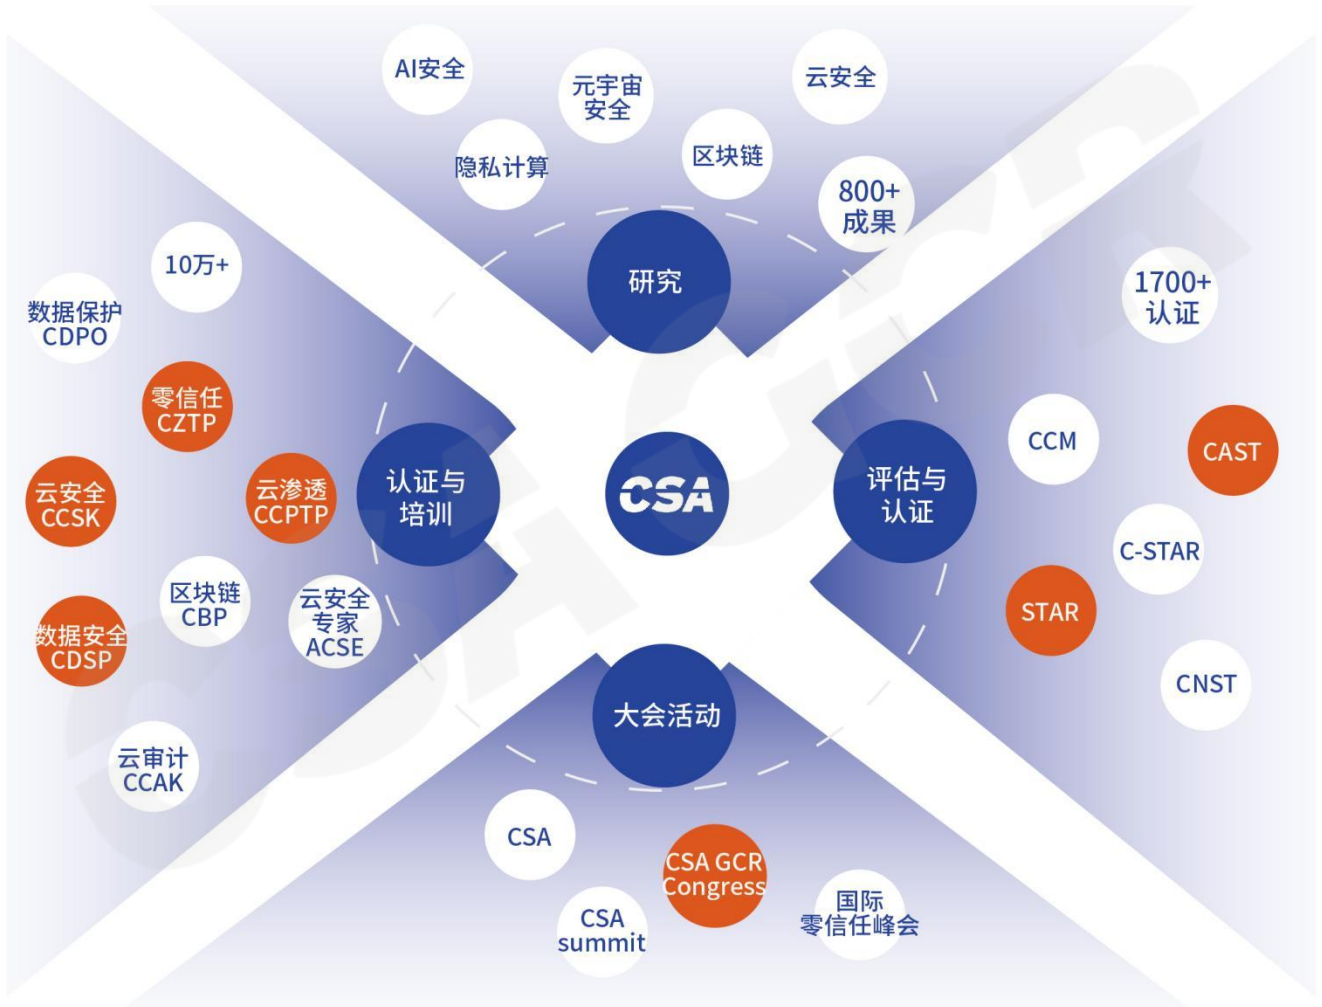 AI安全
元宇宙
安全
云安全
隐私计算
区块链
800+
成果
研究
10万+
数据保护
CDPO
零信任
CZTP
云安全
CCSK
云渗透
CCPTP
认证与
培训
区块链
CBP
云安全
专家
ACSE
数据安全
CDSP
云审计
CCAK
CSA
评估与
认证
1700+
认证
CCM
CAST
C-STAR
STAR
CNST
大会活动
CSA
CSA GCR
Congress
CSA
summit
国际
零信任峰会
CSA GCR